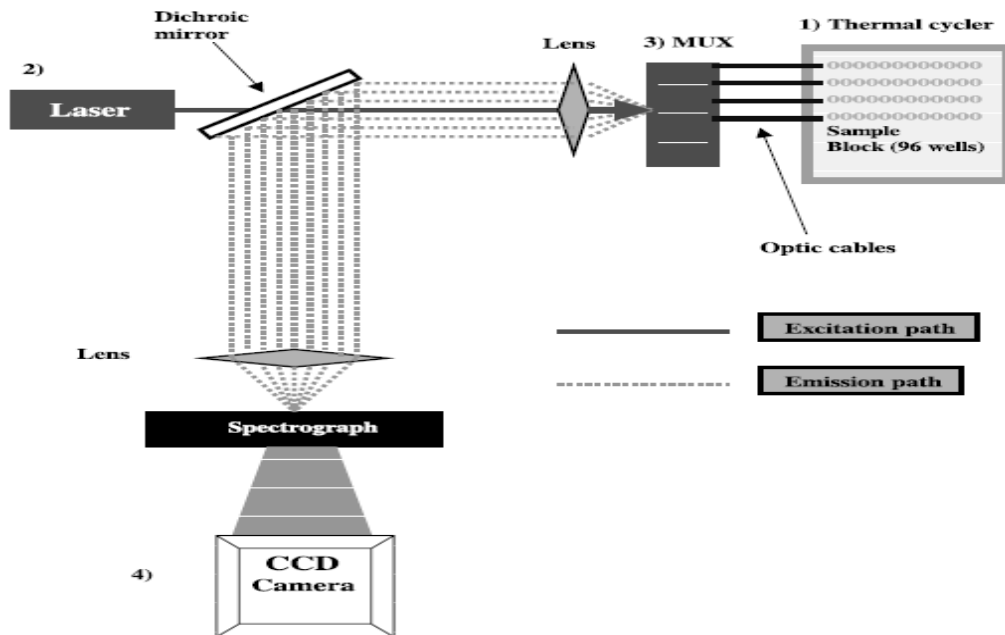 Dichroic
mirror
1) Thermal cycler
Lens
3) MUX
2)
Laser
Sample
Block (96 wells)
Optic cables
Excitation path
Lens
Emission path
Spectrograph
CCD
Camera
4)